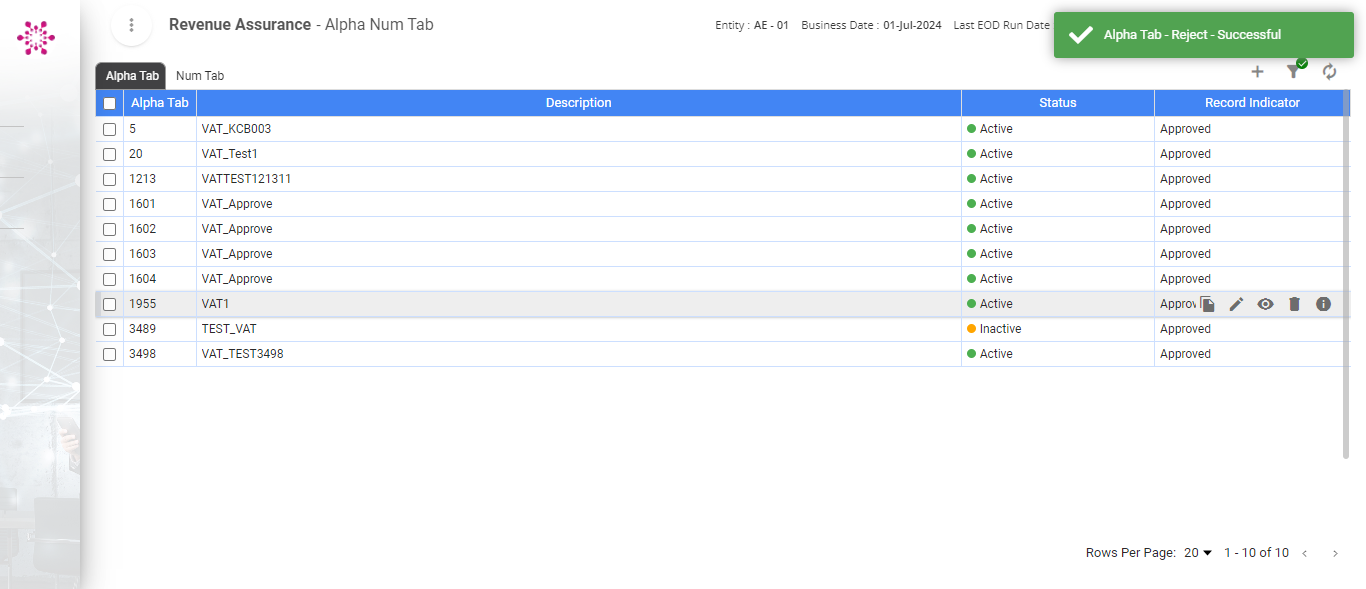 Revenue Assurance - Alpha Num Tab
Entity : AE - 01 Business Date : 01-Jul-2024 Last EOD Run Date
Alpha Tab - Reject - Successful
Alpha Tab Num Tab
Alpha Tab Description Status Record Indicator
5 VAT_KCB003 Active Approved
20 VAT_Test1 Active Approved
1213 VATTEST121311 Active Approved
1601 VAT_Approve Active Approved
1602 VAT_Approve Active Approved
1603 VAT_Approve Active Approved
1604 VAT_Approve Active Approved
1955 VAT1 Active Approv
3489 TEST_VAT Inactive Approved
3498 VAT_TEST3498 Active Approved
Rows Per Page: 20 1 - 10 of 10